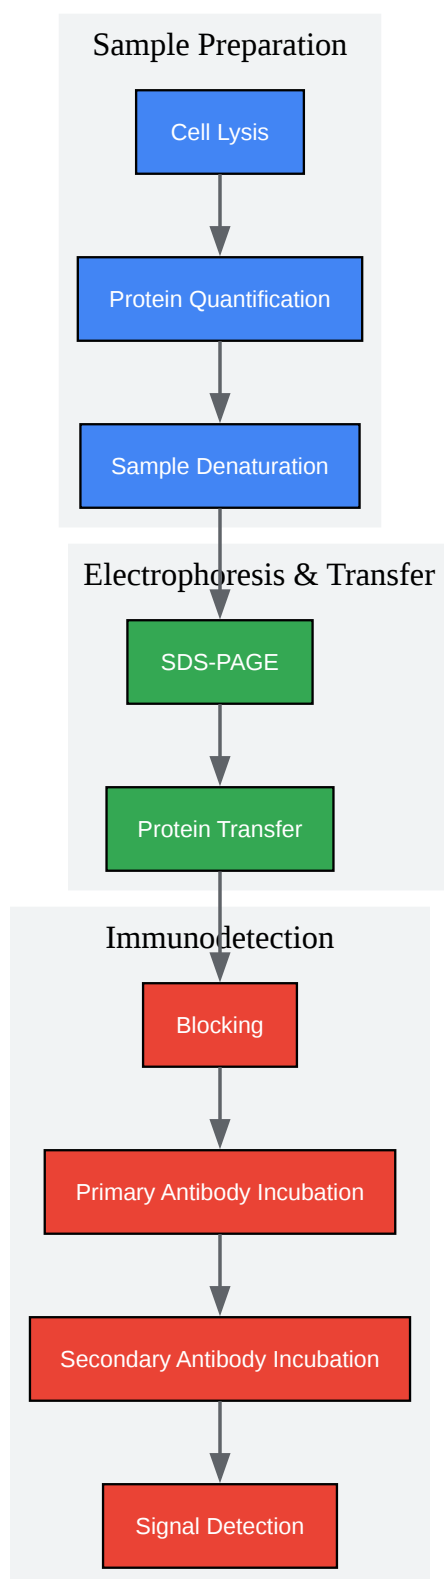 Sample Preparation
Cell Lysis
Protein Quantification
Sample Denaturation
Electrophoresis & Transfer
SDS-PAGE
Protein Transfer
Immunodetection
Blocking
Primary Antibody Incubation
Secondary Antibody Incubation
Signal Detection